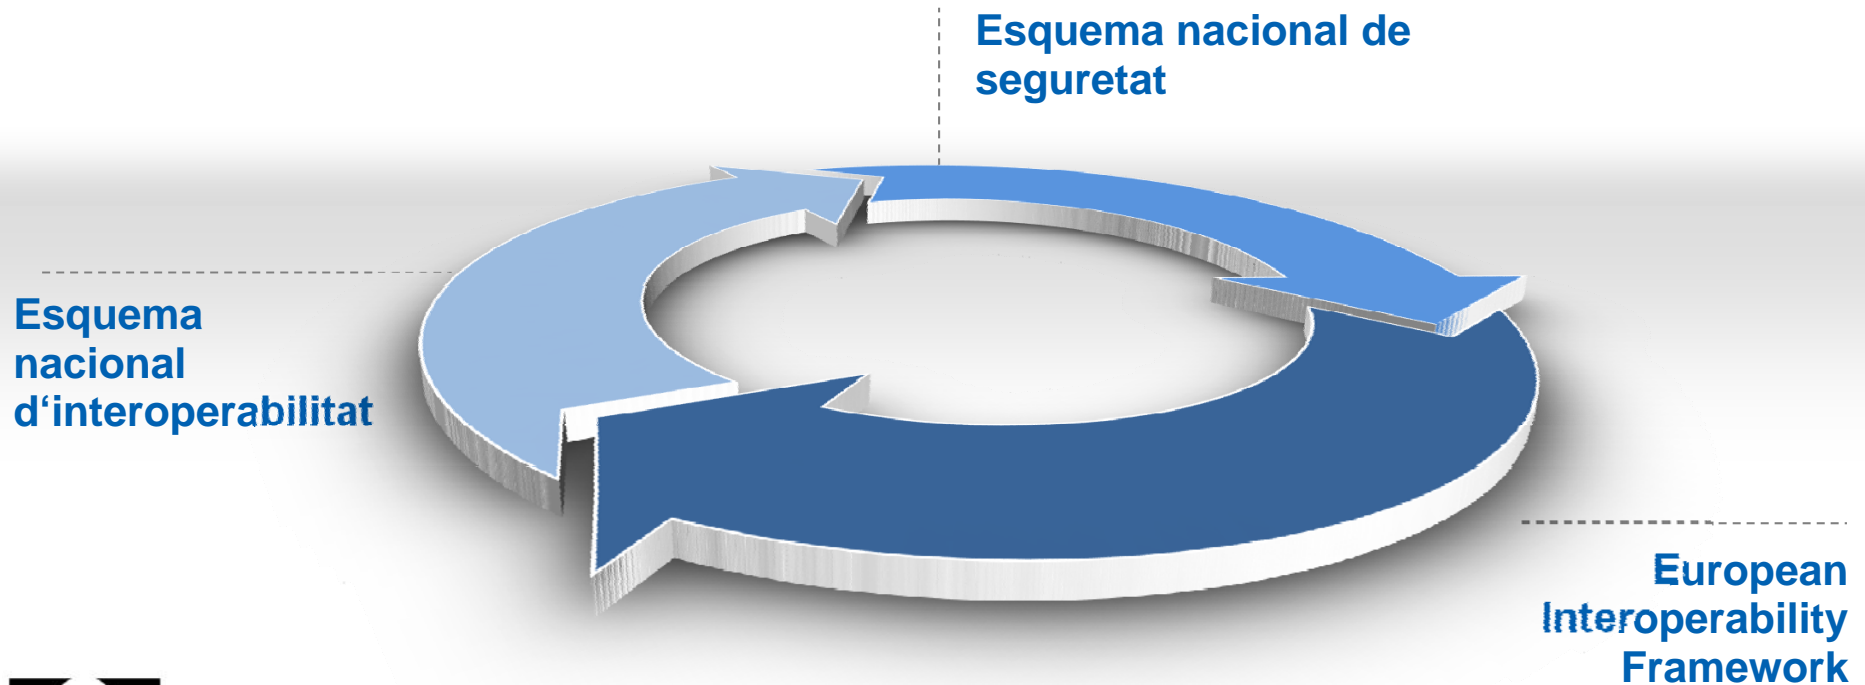 Esquema nacional de
seguretat
Esquema
nacional
d‘interoperabilitat
European
Interoperability
Framework